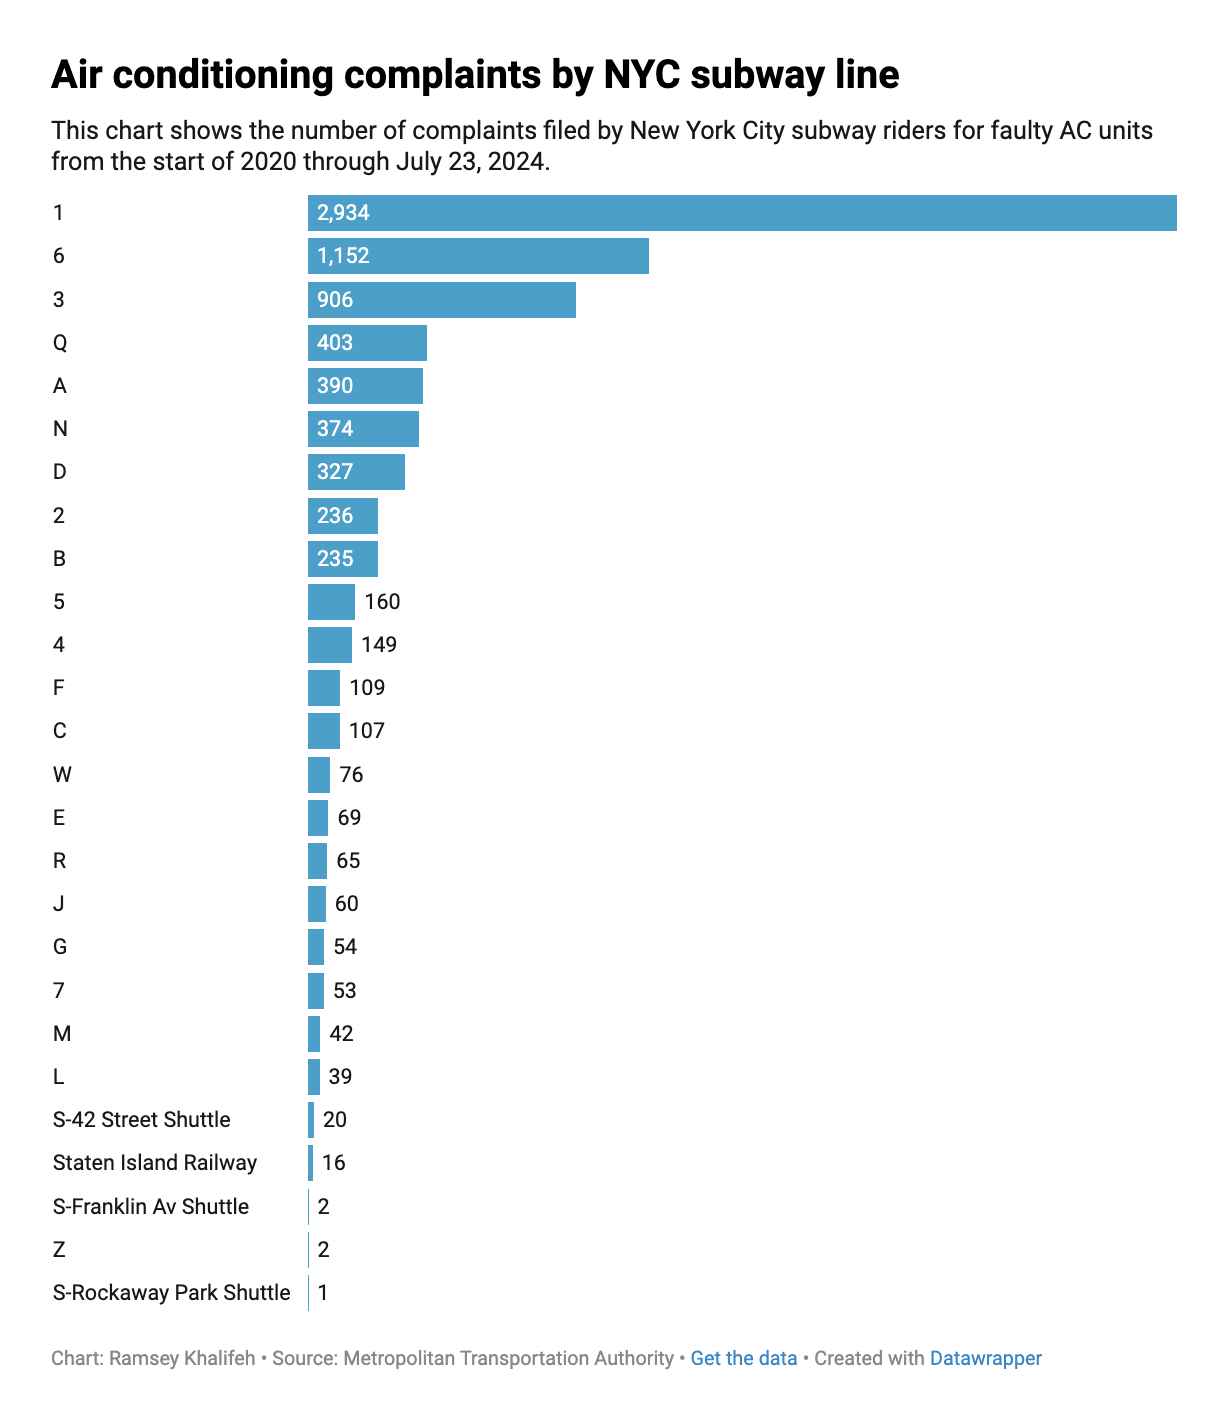 Air conditioning complaints by NYC subway line
This chart shows the number of complaints filed by New York City subway riders for faulty AC units
from the start of 2020 through July 23, 2024.
1 2,934
6 1,152
3 906
Q 403
A 390
N 374
D 327
2 236
B 235
5 160
4 149
F 109
C 107
W 76
E 69
R 65
J 60
G 54
7 53
M 42
L 39
S-42 Street Shuttle 20
Staten Island Railway 16
S-Franklin Av Shuttle 2
Z 2
S-Rockaway Park Shuttle 1
Chart: Ramsey Khalifeh • Source: Metropolitan Transportation Authority • Get the data • Created with Datawrapper